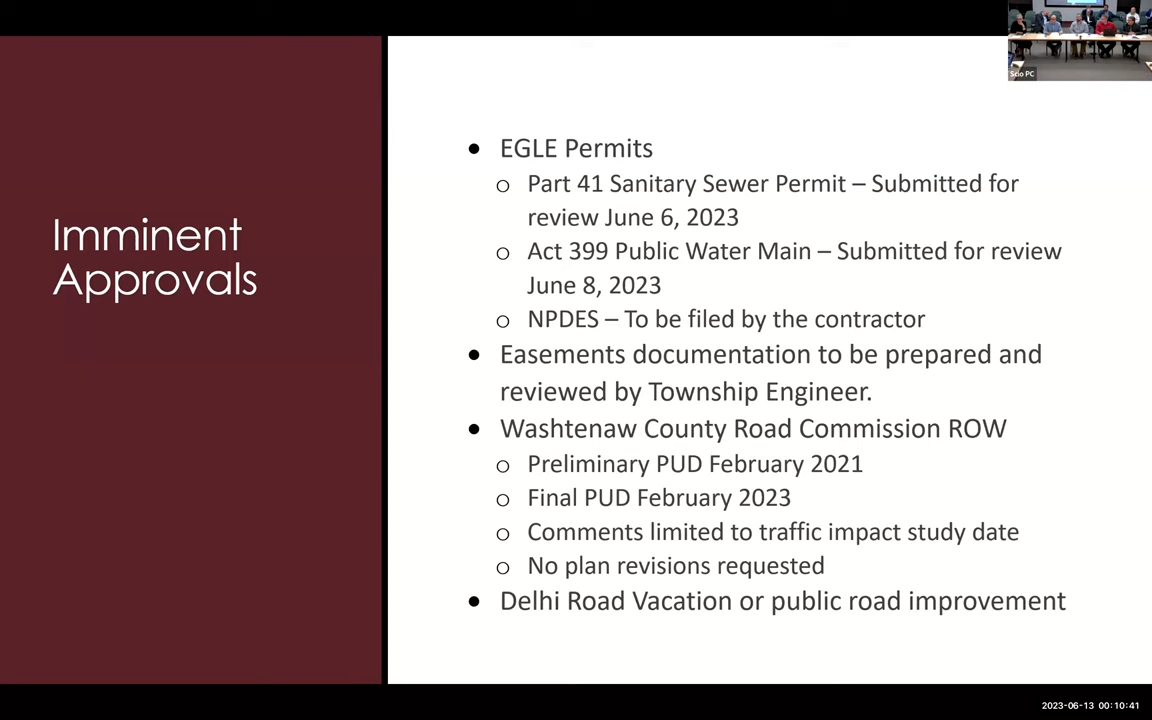 Scio PC
Imminent
Approvals
• EGLE Permits
o Part 41 Sanitary Sewer Permit – Submitted for
review June 6, 2023
o Act 399 Public Water Main – Submitted for review
June 8, 2023
o NPDES – To be filed by the contractor
• Easements documentation to be prepared and
reviewed by Township Engineer.
• Washtenaw County Road Commission ROW
o Preliminary PUD February 2021
o Final PUD February 2023
o Comments limited to traffic impact study date
o No plan revisions requested
• Delhi Road Vacation or public road improvement
2023-06-13 00:10:41